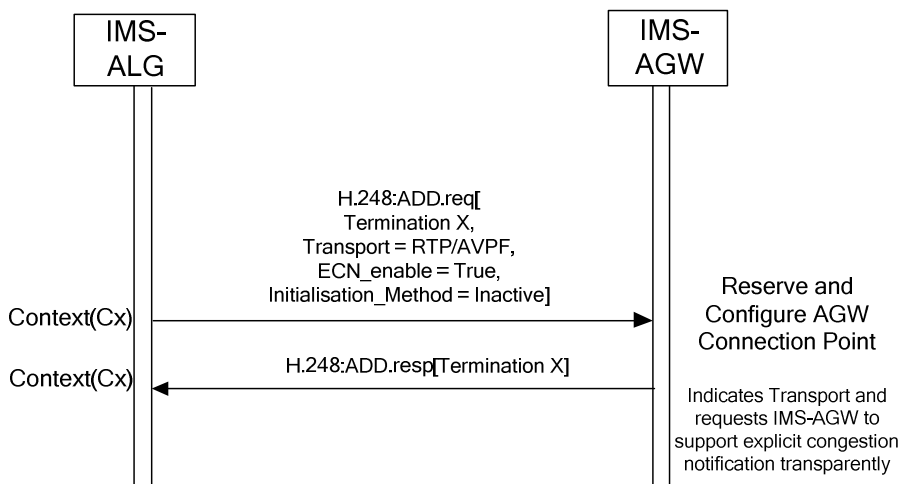 IMS-
ALG
IMS-
AGW
H.248:ADD.req[
Termination X,
Transport = RTP/AVPF,
ECN_enable = True,
Initialisation_Method = Inactive]
Context(Cx)
Reserve and
Configure AGW
Connection Point
H.248:ADD.resp[Termination X]
Context(Cx)
Indicates Transport and
requests IMS-AGW to
support explicit congestion
notification transparently